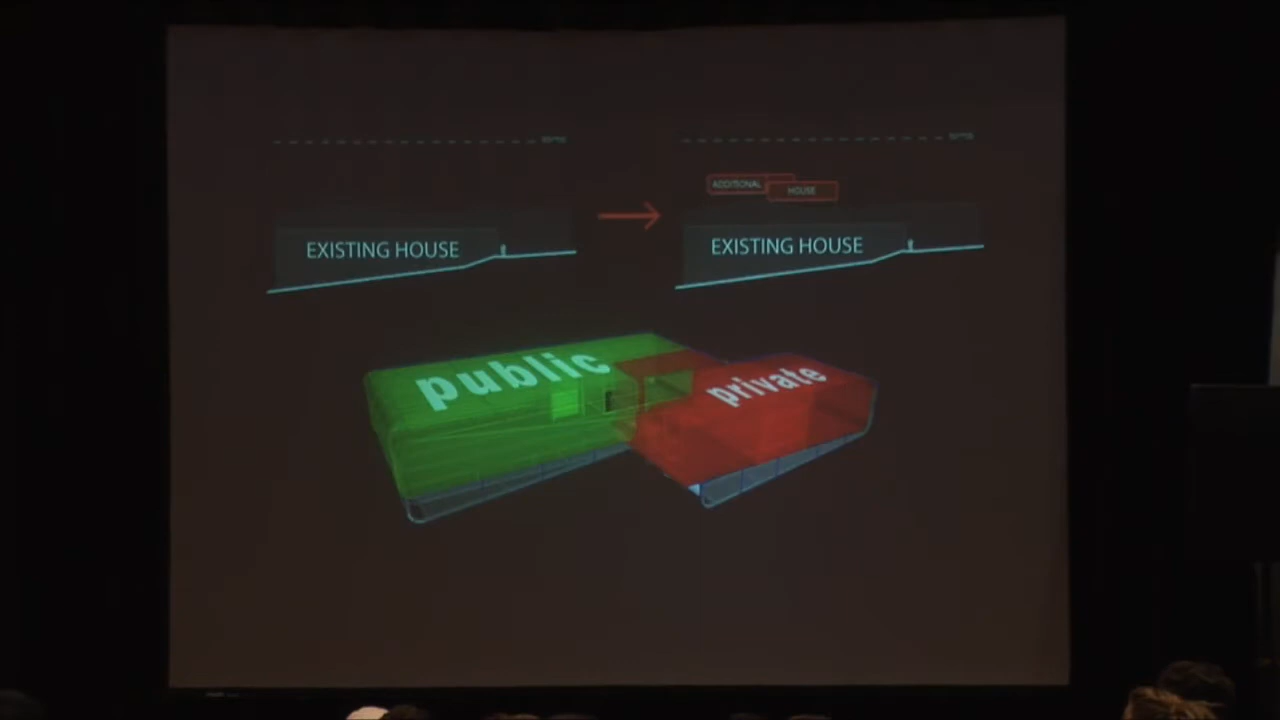 ADDITIONAL
HOUSE
EXISTING HOUSE
EXISTING HOUSE
public
private